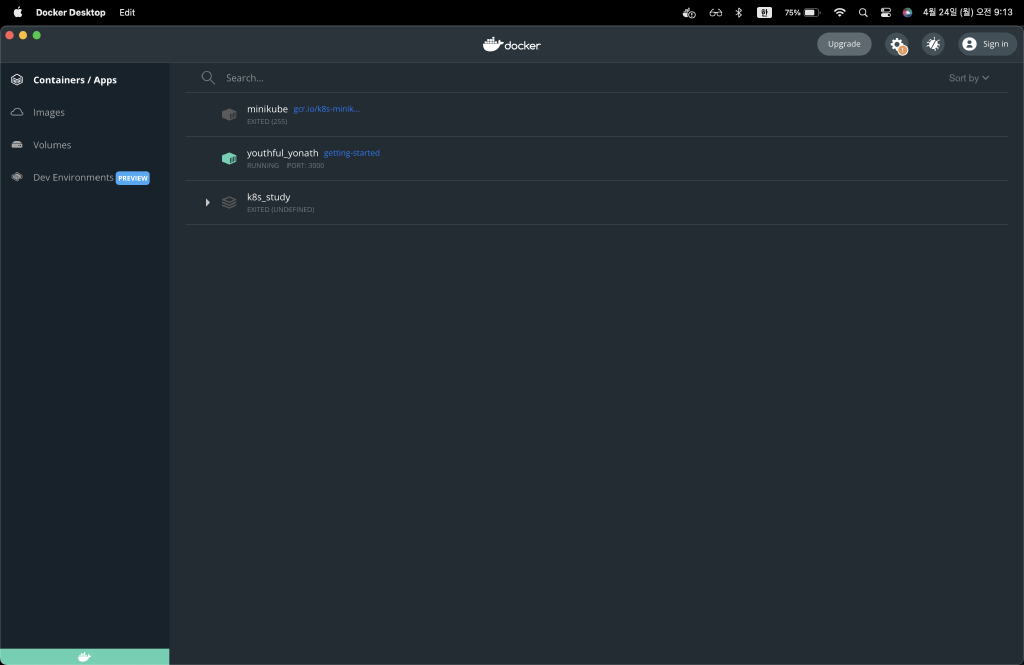 Docker Desktop Edit 한 75% 4월 24일 (월) 오전 9:13
docker Upgrade Sign in
Containers / Apps
Images
Volumes
Dev Environments PREVIEW
Search... Sort by
minikube gcr.io/k8s-minik...
EXITED (255)
youthful_yonath getting-started
RUNNING PORT: 3000
k8s_study
EXITED (UNDEFINED)